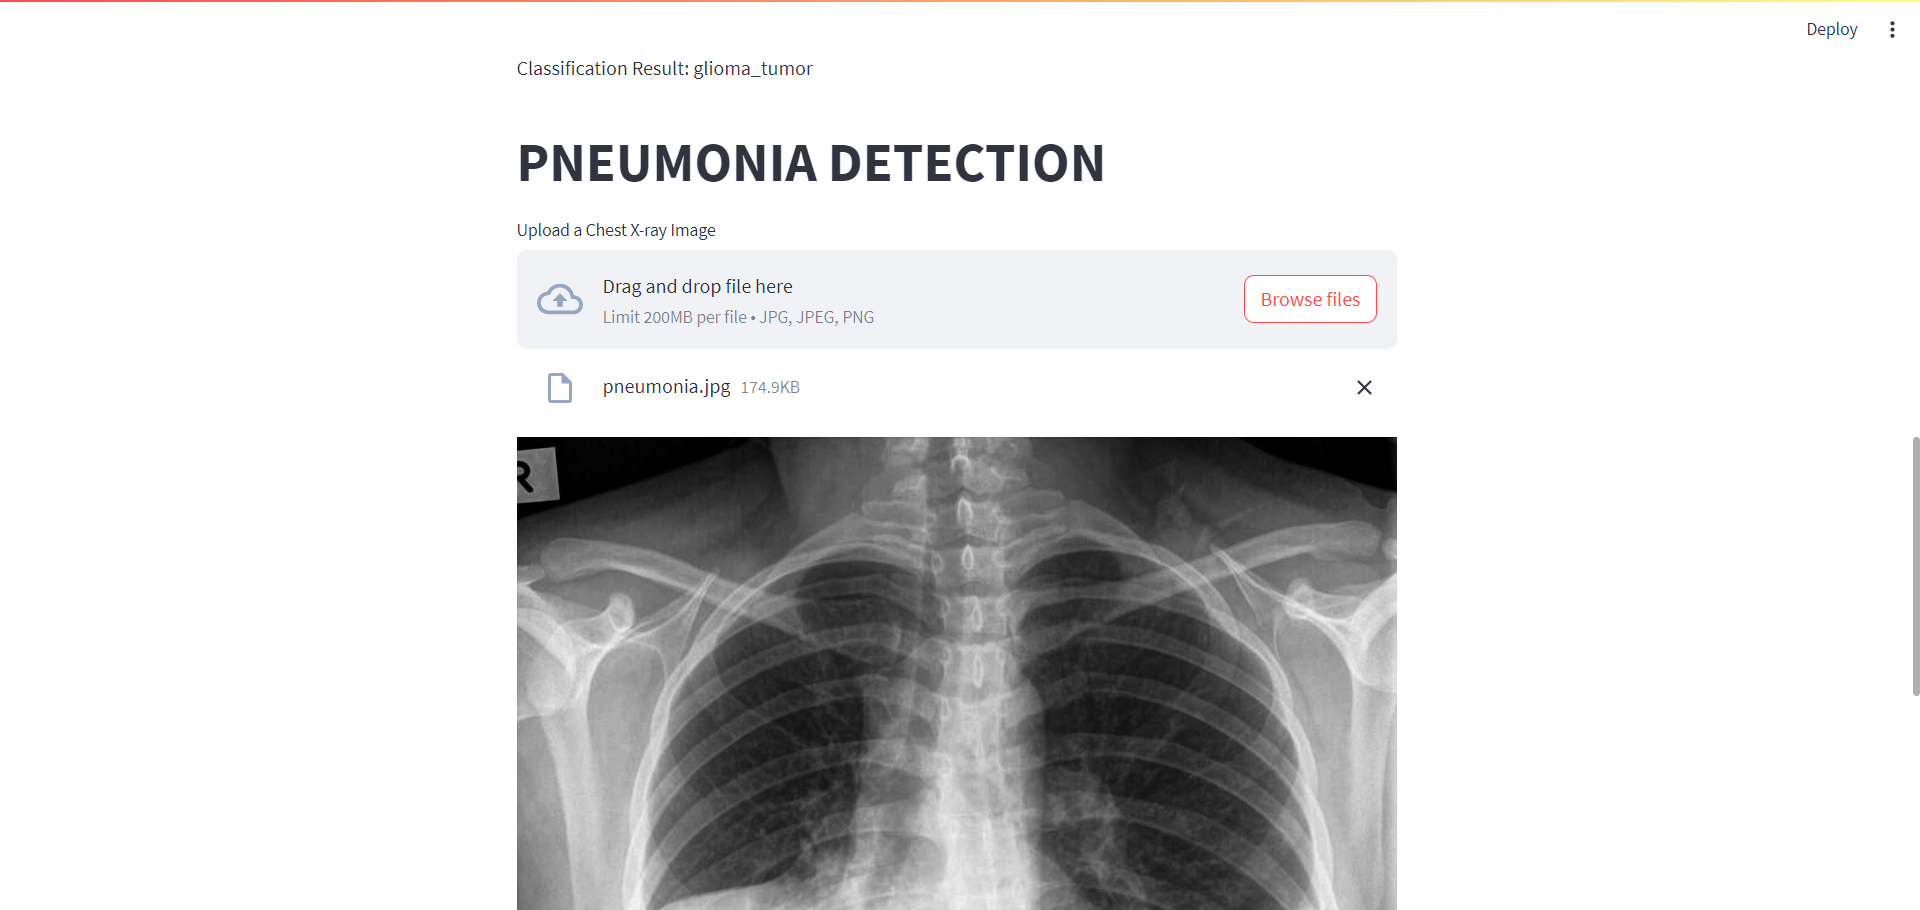 Deploy
Classification Result: glioma_tumor
PNEUMONIA DETECTION
Upload a Chest X-ray Image
Drag and drop file here
Limit 200MB per file • JPG, JPEG, PNG
Browse files
pneumonia.jpg 174.9KB
R